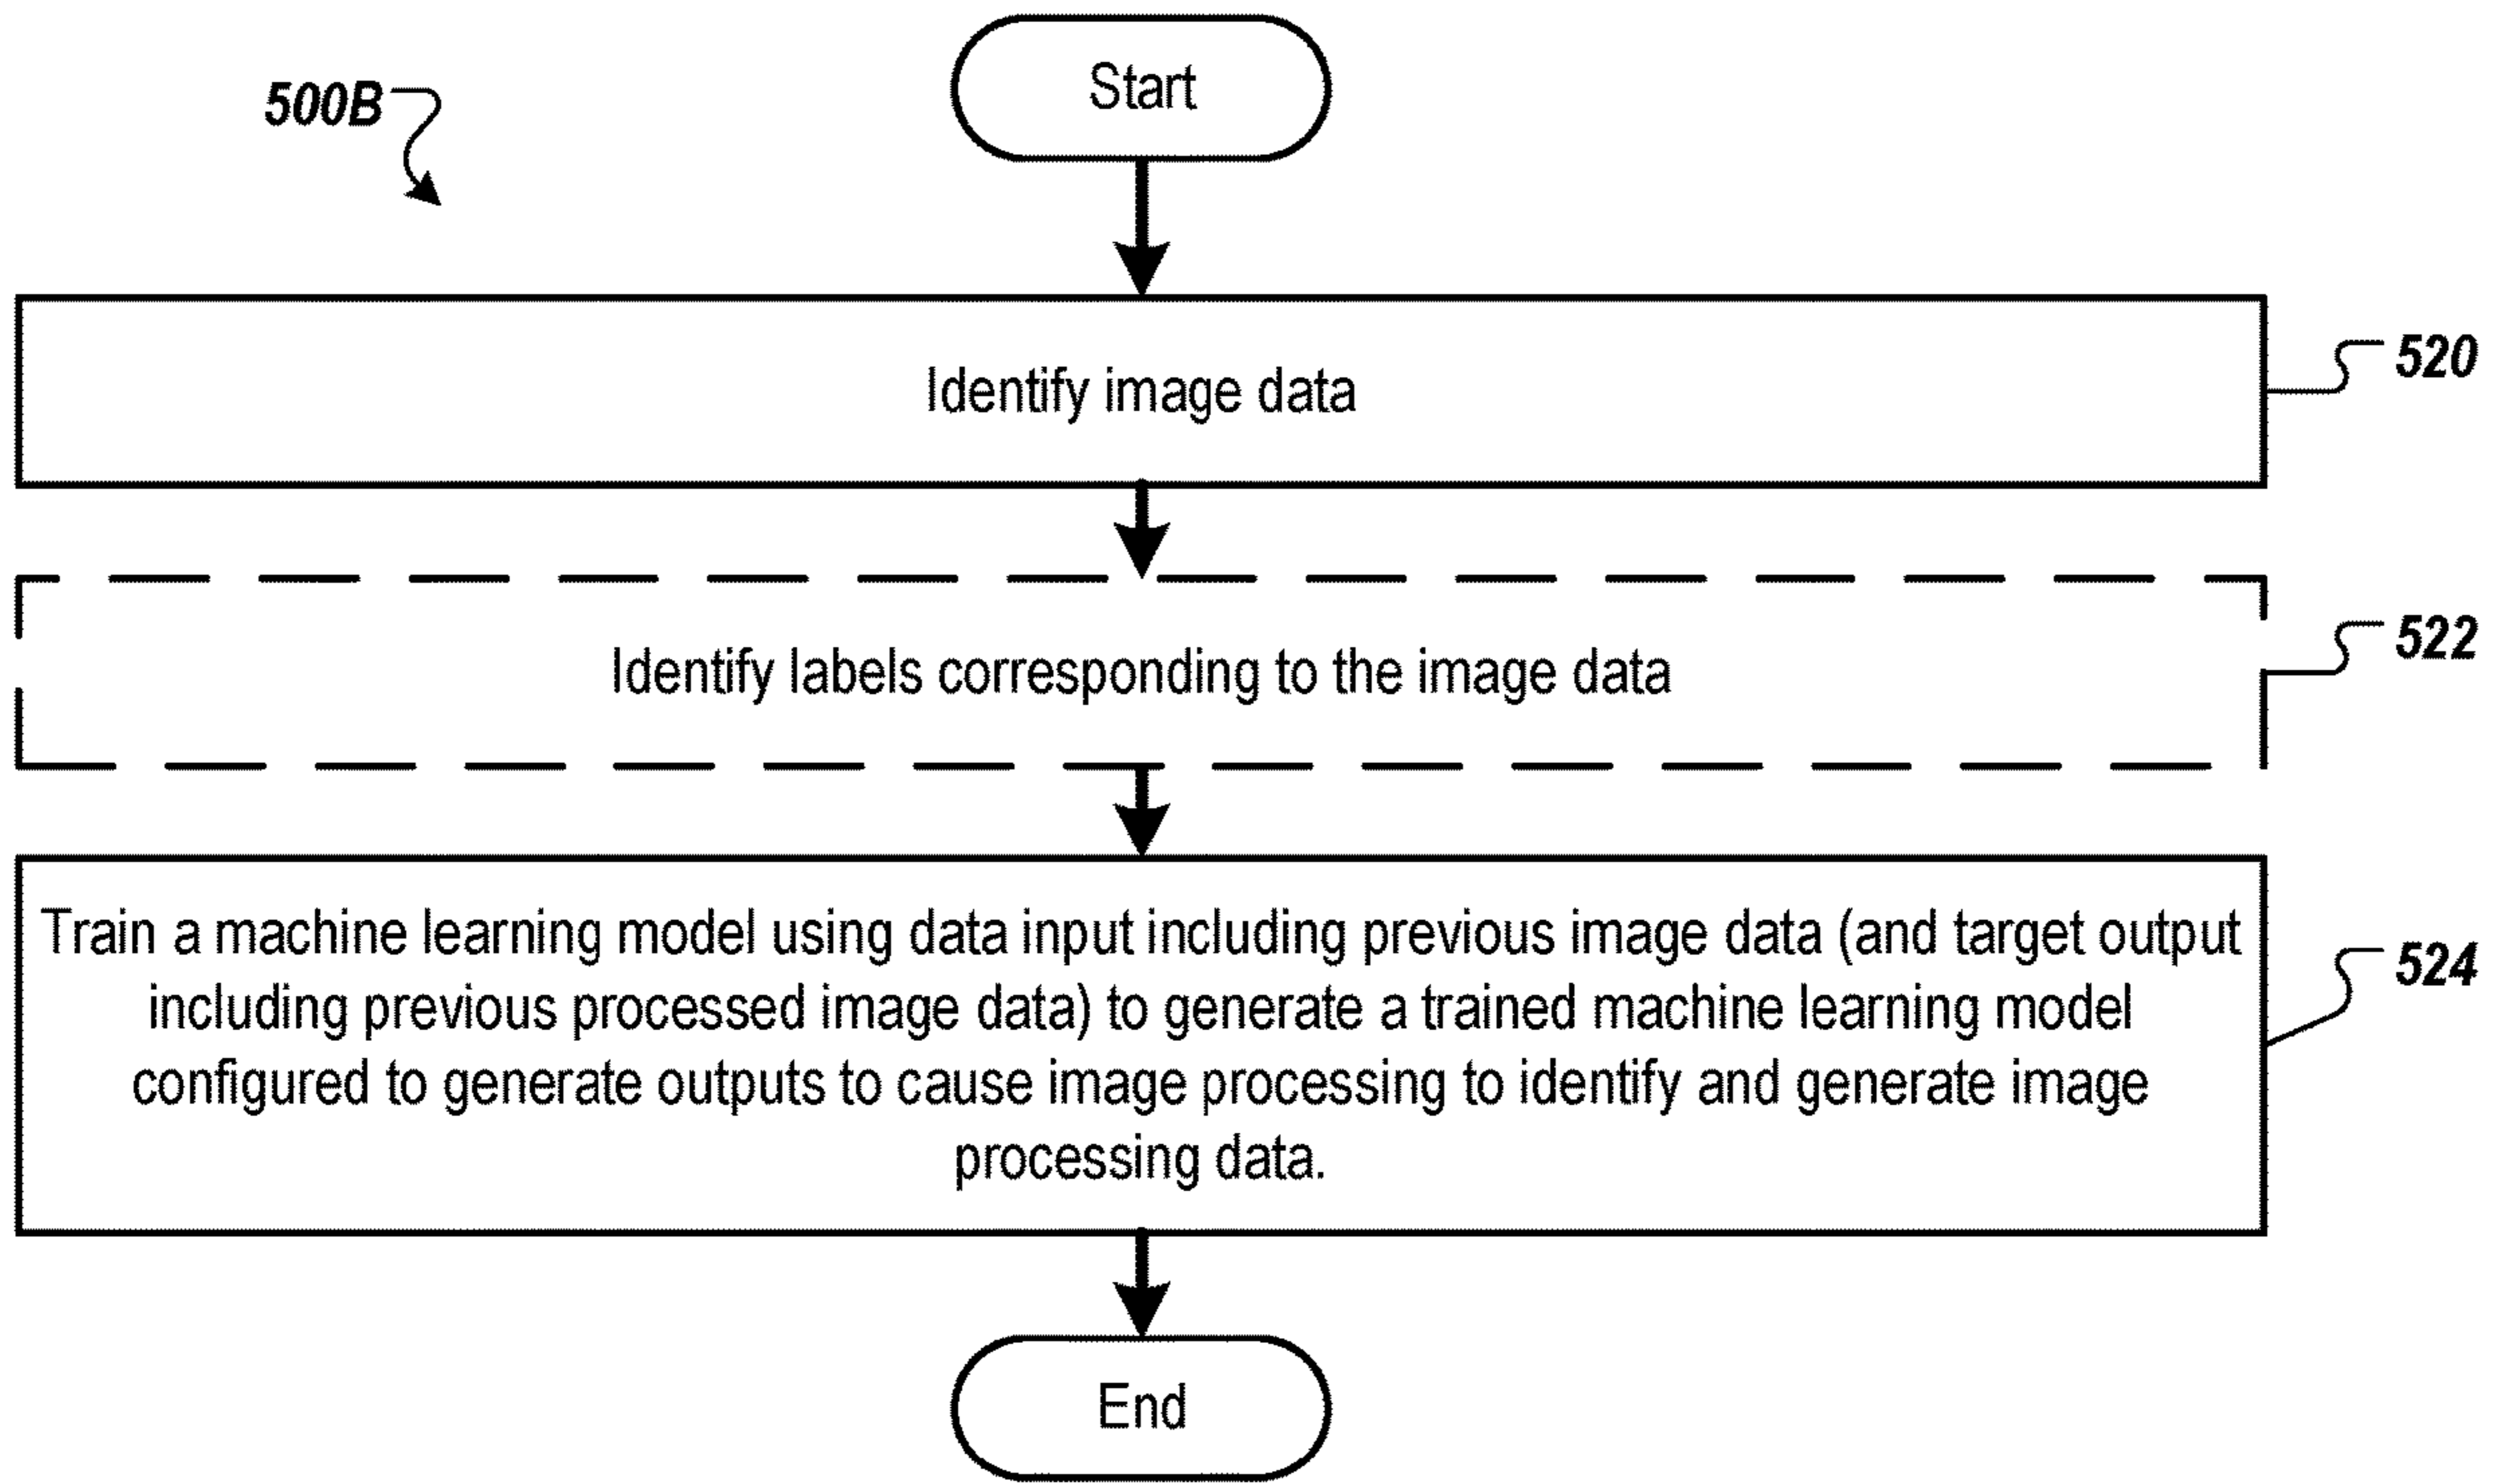 Start
500B
Identify image data
520
Identify labels corresponding to the image data
522
Train a machine learning model using data input including previous image data (and target output
including previous processed image data) to generate a trained machine learning model
configured to generate outputs to cause image processing to identify and generate image
processing data.
524
End